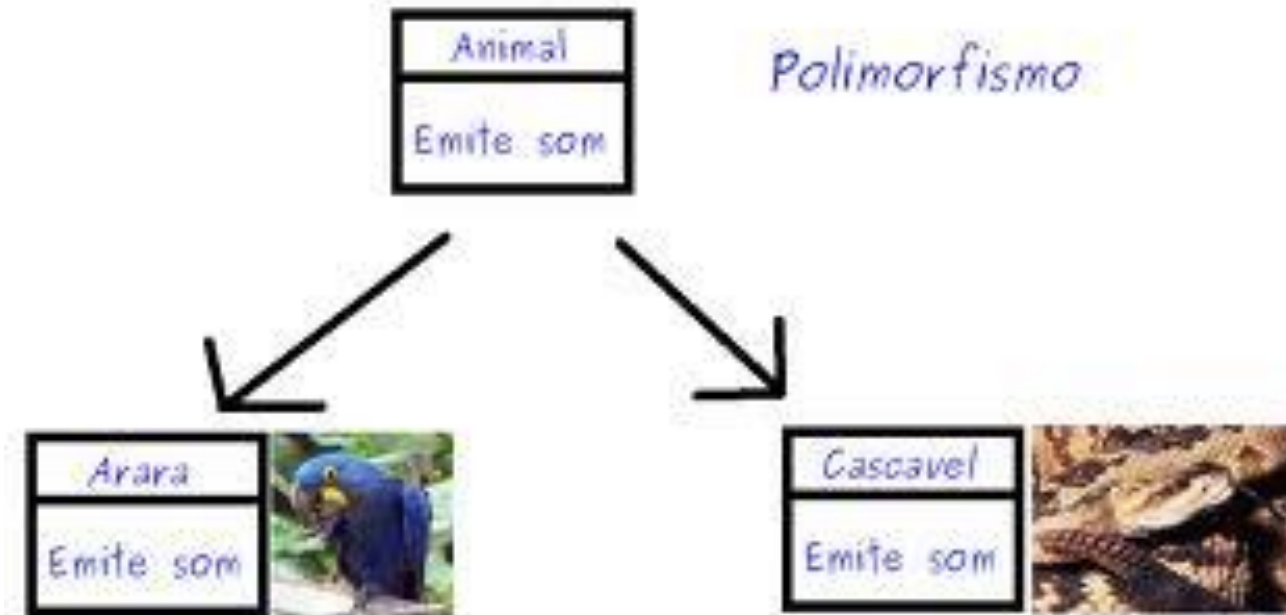 Animal
Polimorfismo
Emite som
Arara
Cascavel
Emite som
Emite som